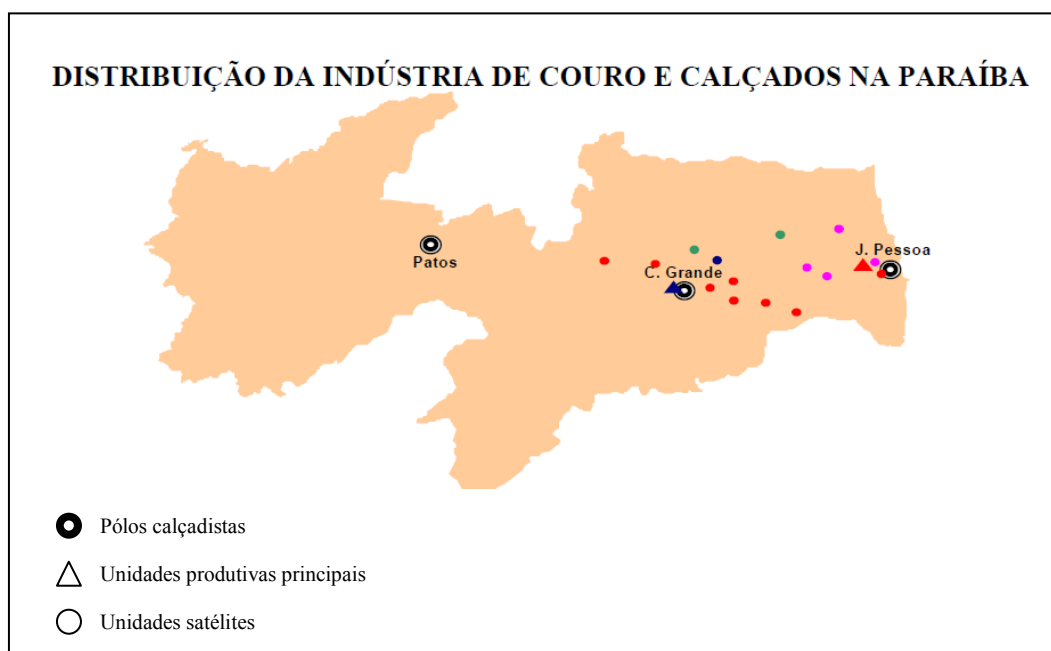 DISTRIBUIÇÃO DA INDÚSTRIA DE COURO E CALÇADOS NA PARAÍBA
J. Pessoa
Patos
C. Grande
Pólos calçadistas
Unidades produtivas principais
Unidades satélites